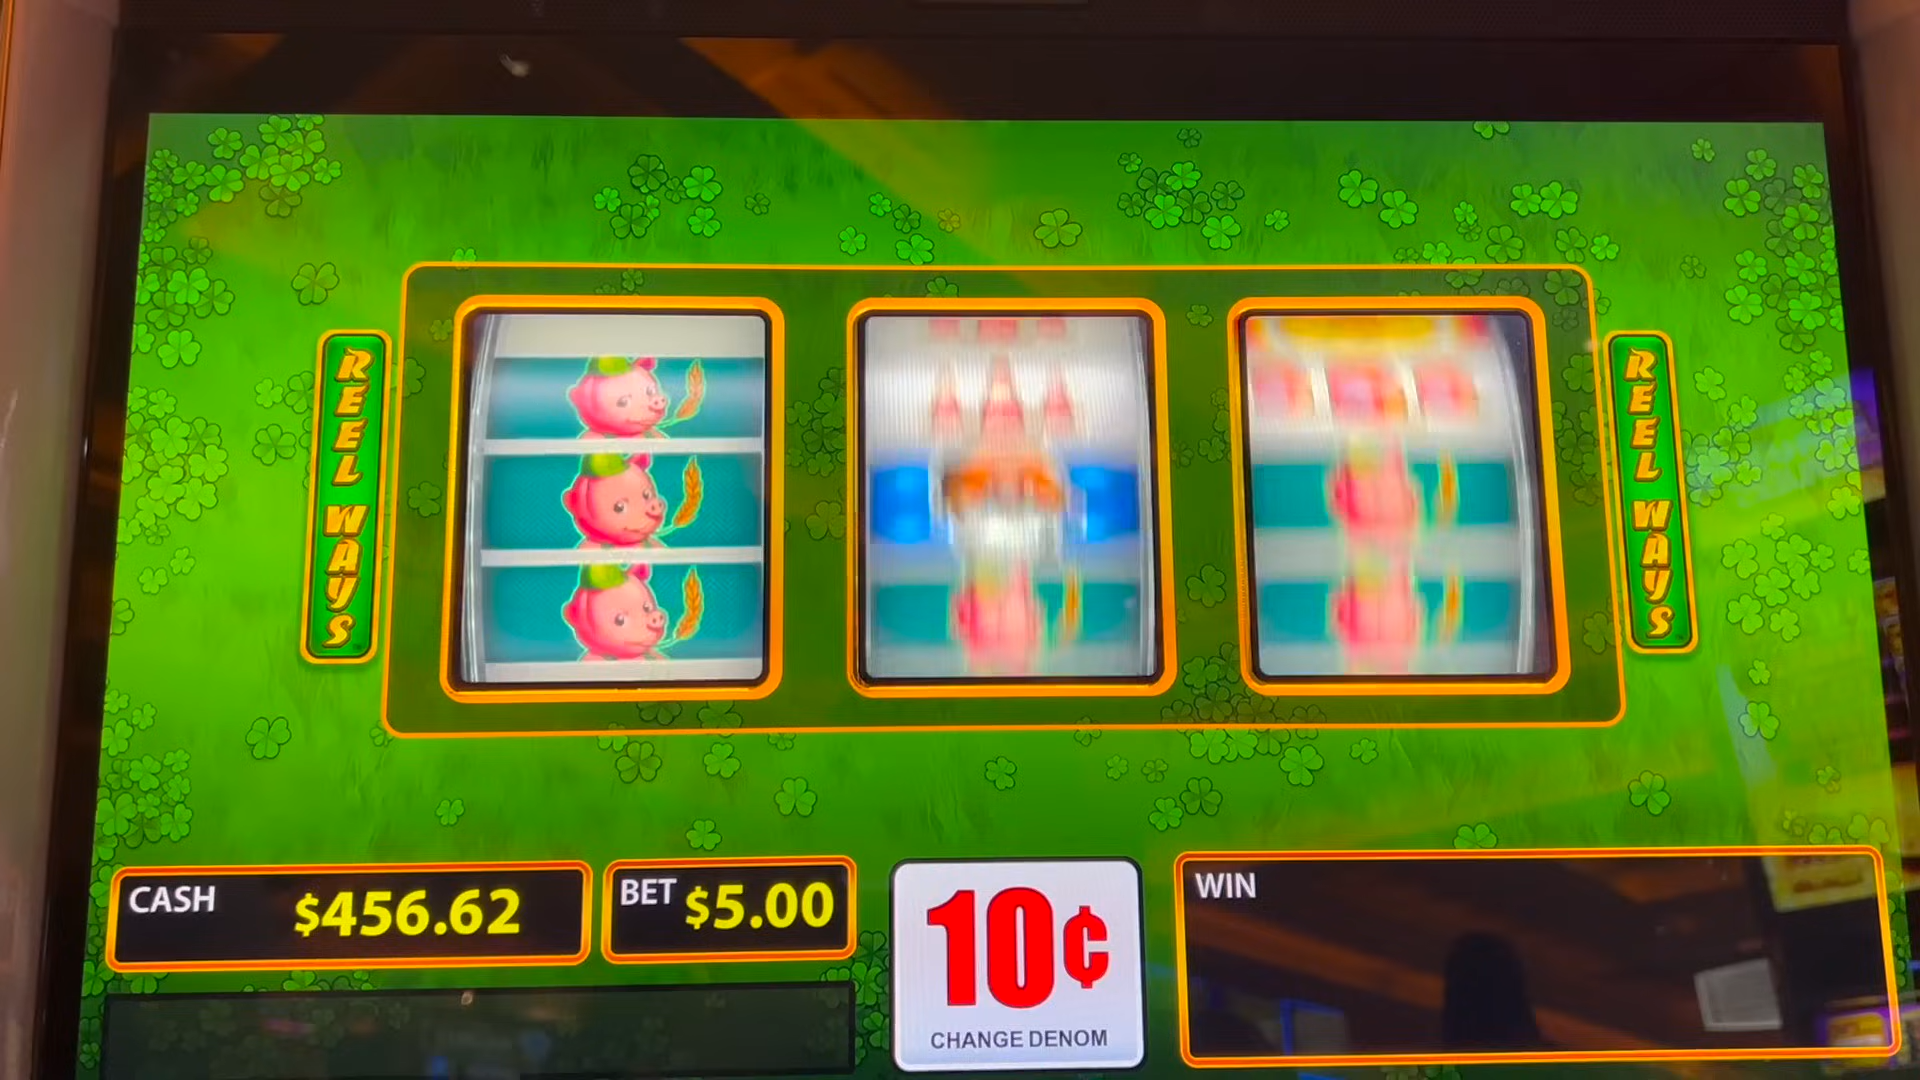 REEL WAYS
REEL WAYS
CASH $456.62
BET $5.00
10¢
CHANGE DENOM
WIN